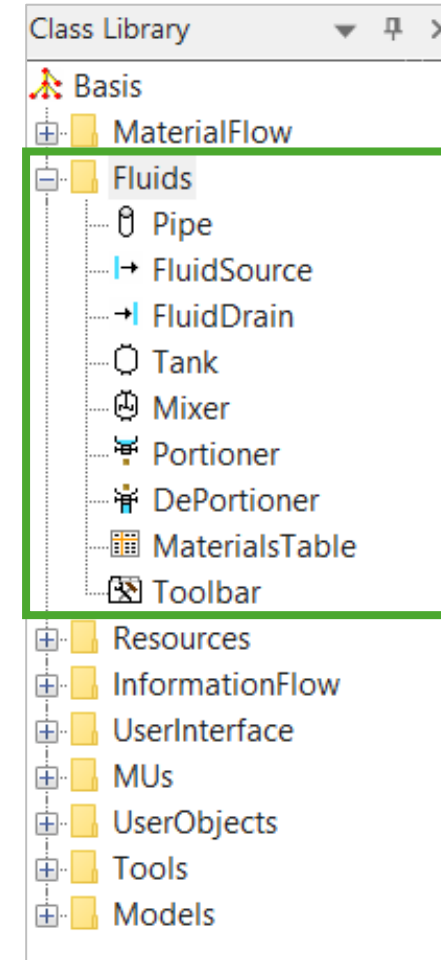 Class Library
Basis
MaterialFlow
Fluids
Pipe
FluidSource
FluidDrain
Tank
Mixer
Portioner
DePortioner
MaterialsTable
Toolbar
Resources
InformationFlow
UserInterface
MUs
UserObjects
Tools
Models